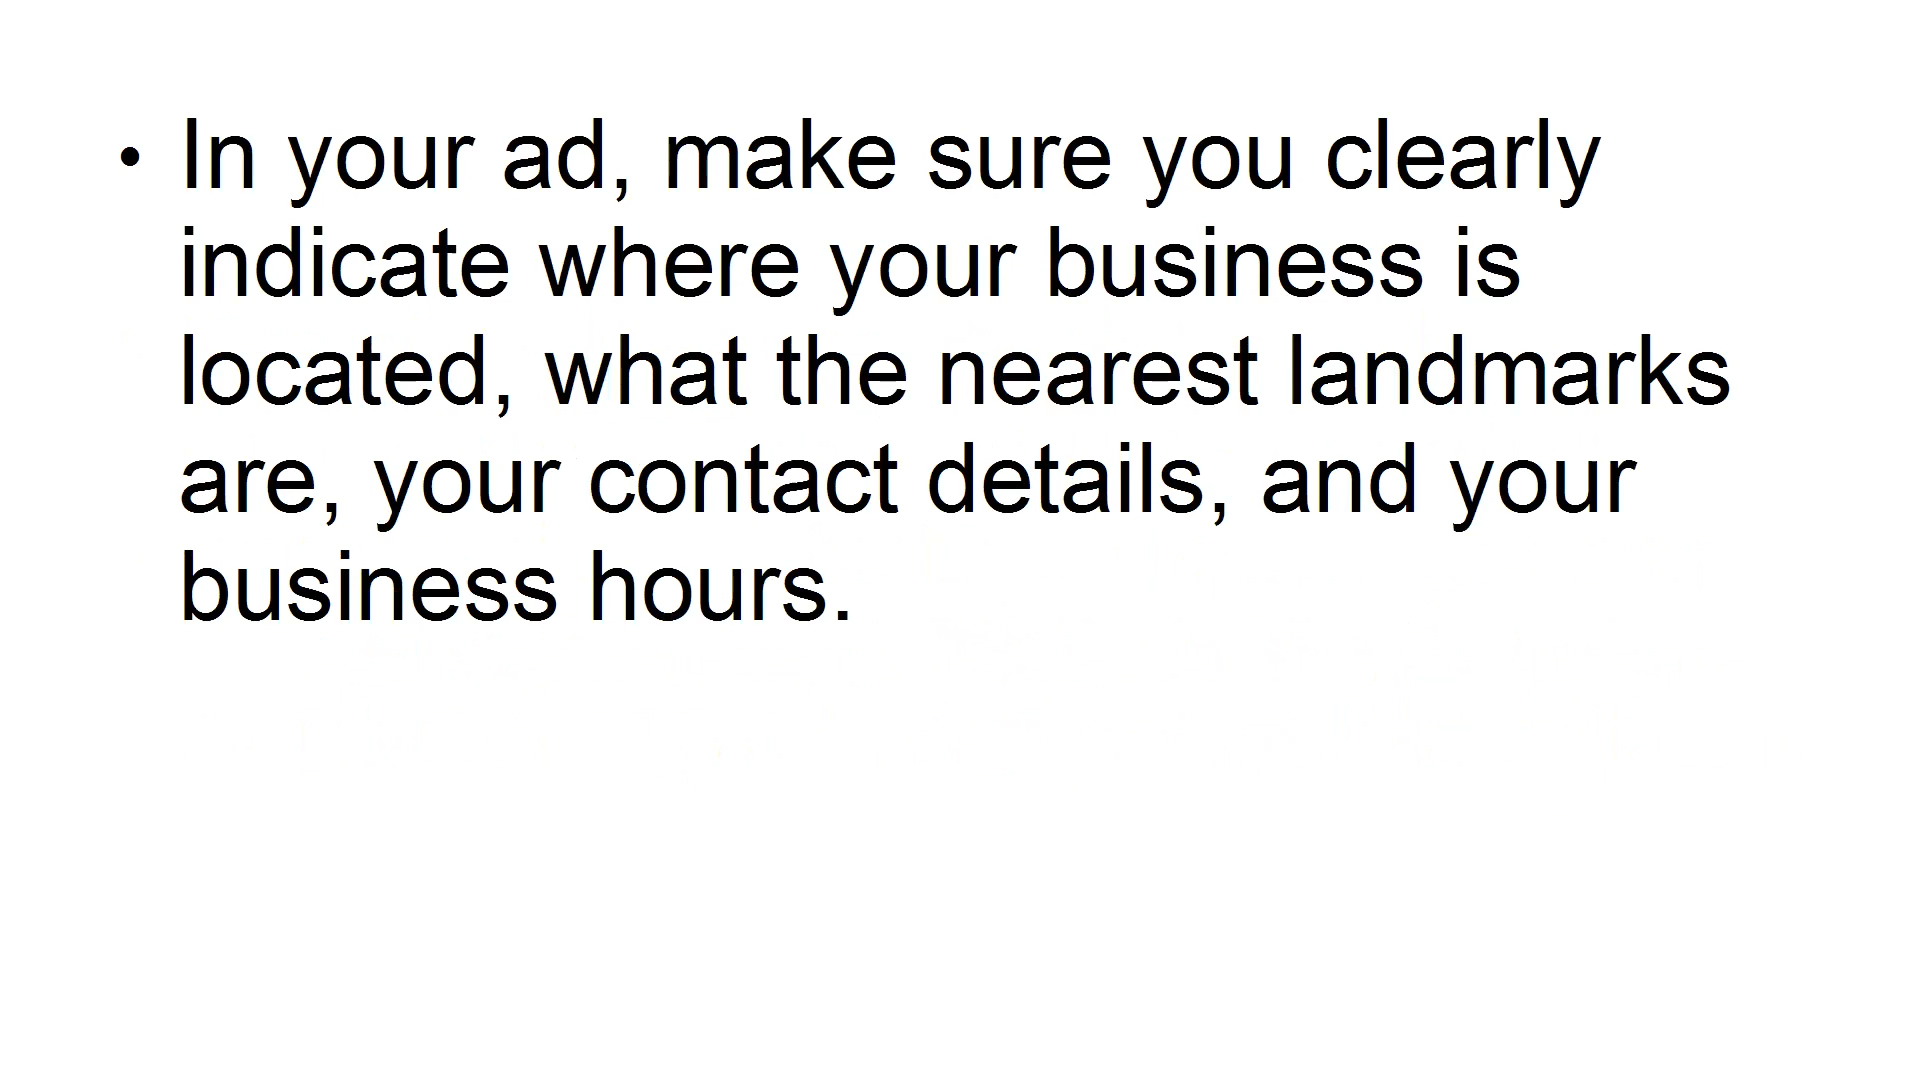 • In your ad, make sure you clearly
indicate where your business is
located, what the nearest landmarks
are, your contact details, and your
business hours.